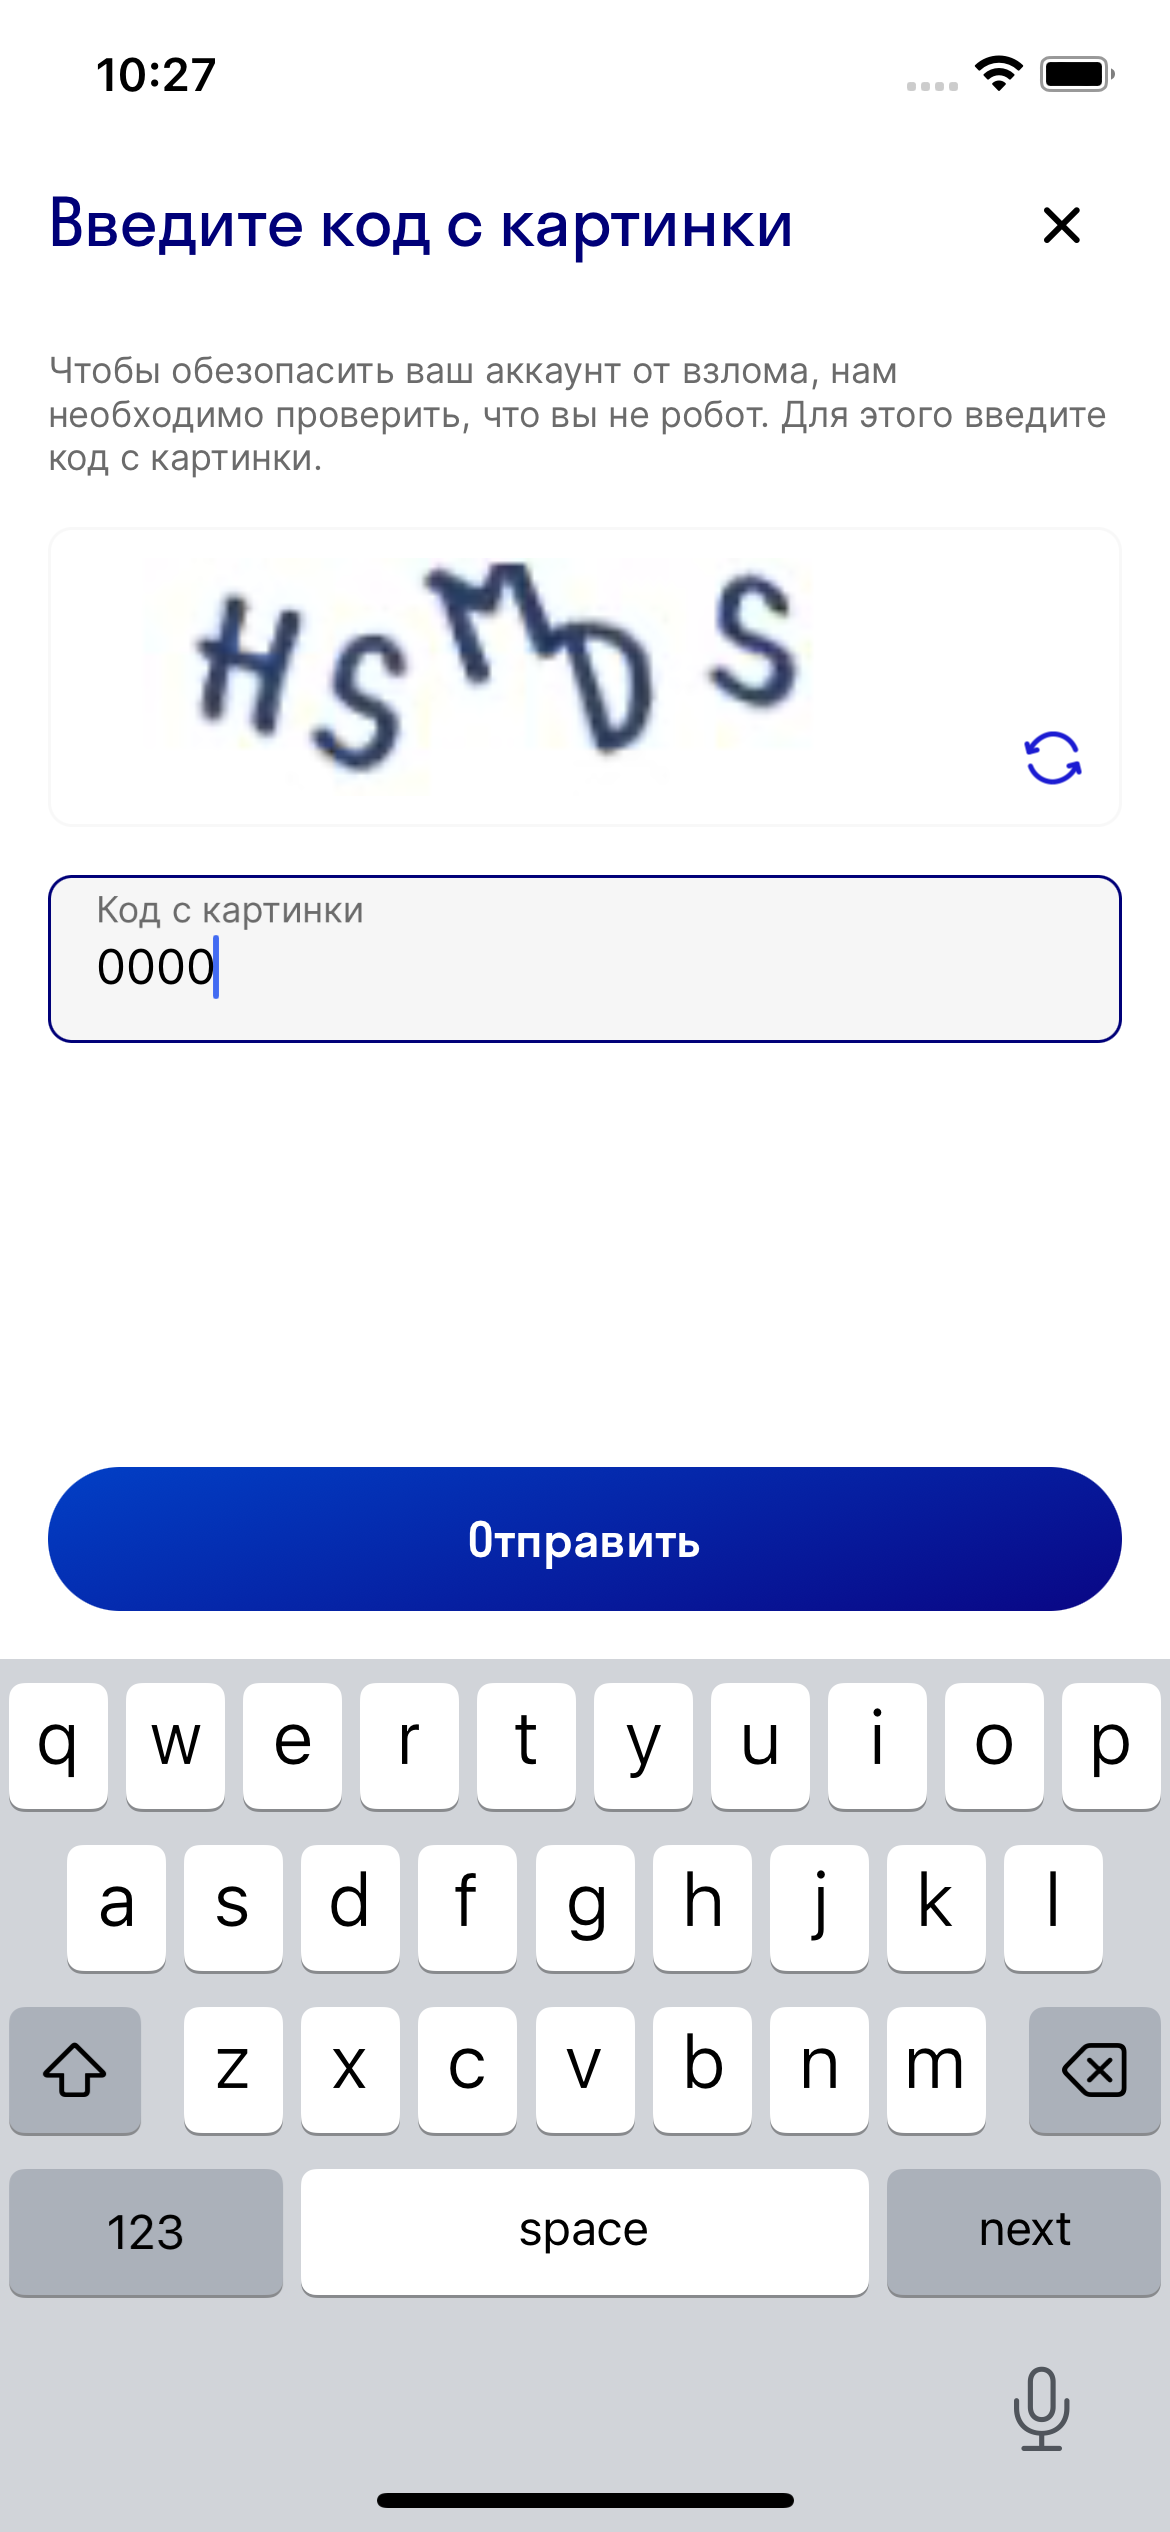 10:27
Введите код с картинки
Чтобы обезопасить ваш аккаунт от взлома, нам
необходимо проверить, что вы не робот. Для этого введите
код с картинки.
HSMDS
Код с картинки
0000
Отправить
q w e r t y u i o p
a s d f g h j k l
z x c v b n m
123 space next